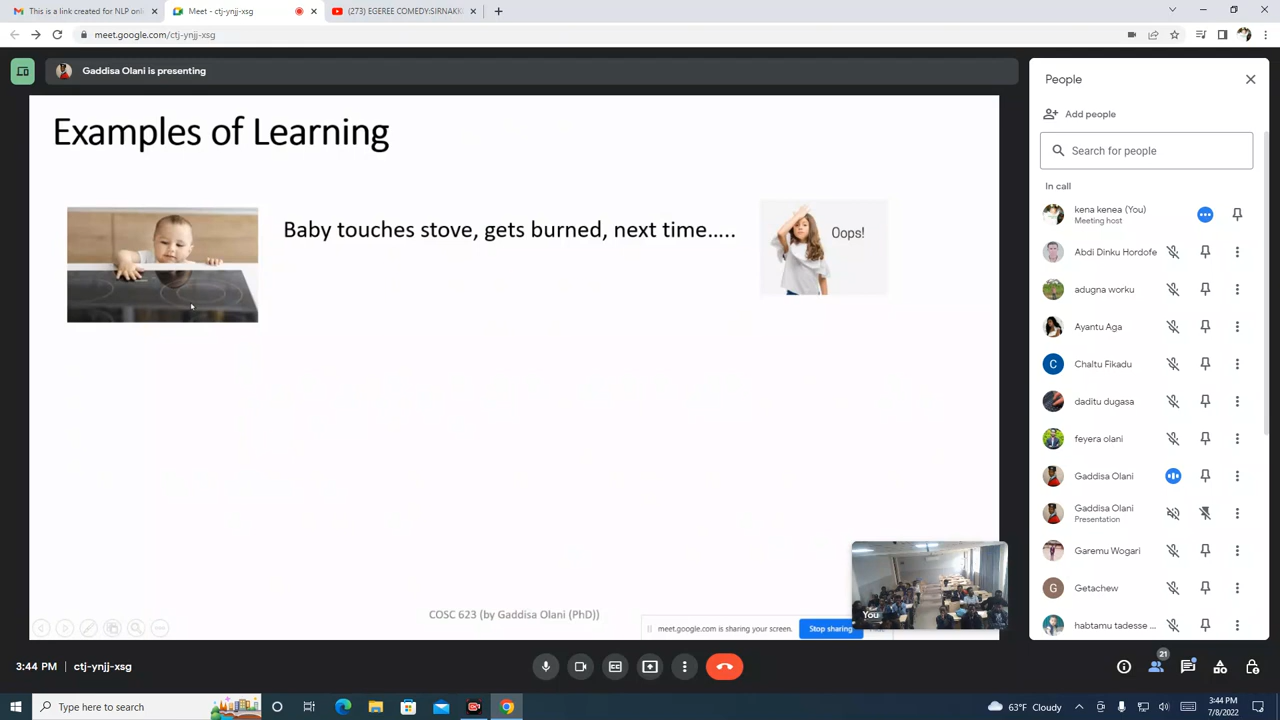 This is a link created for NLP onli
Meet - ctj-ynjj-xsg
(273) EGEREE COMEDY:SIRNAKK
meet.google.com/ctj-ynjj-xsg
Gaddisa Olani is presenting
Examples of Learning
Baby touches stove, gets burned, next time…..
Oops!
COSC 623 (by Gaddisa Olani (PhD))
You
meet.google.com is sharing your screen.
Stop sharing
People
Add people
Search for people
In call
kena kenea (You)
Meeting host
Abdi Dinku Hordofe
adugna worku
Ayantu Aga
C
Chaltu Fikadu
daditu dugasa
feyera olani
Gaddisa Olani
Gaddisa Olani
Presentation
Garemu Wogari
G
Getachew
habtamu tadesse ...
3:44 PM
ctj-ynjj-xsg
21
Type here to search
63°F Cloudy
3:44 PM
7/8/2022